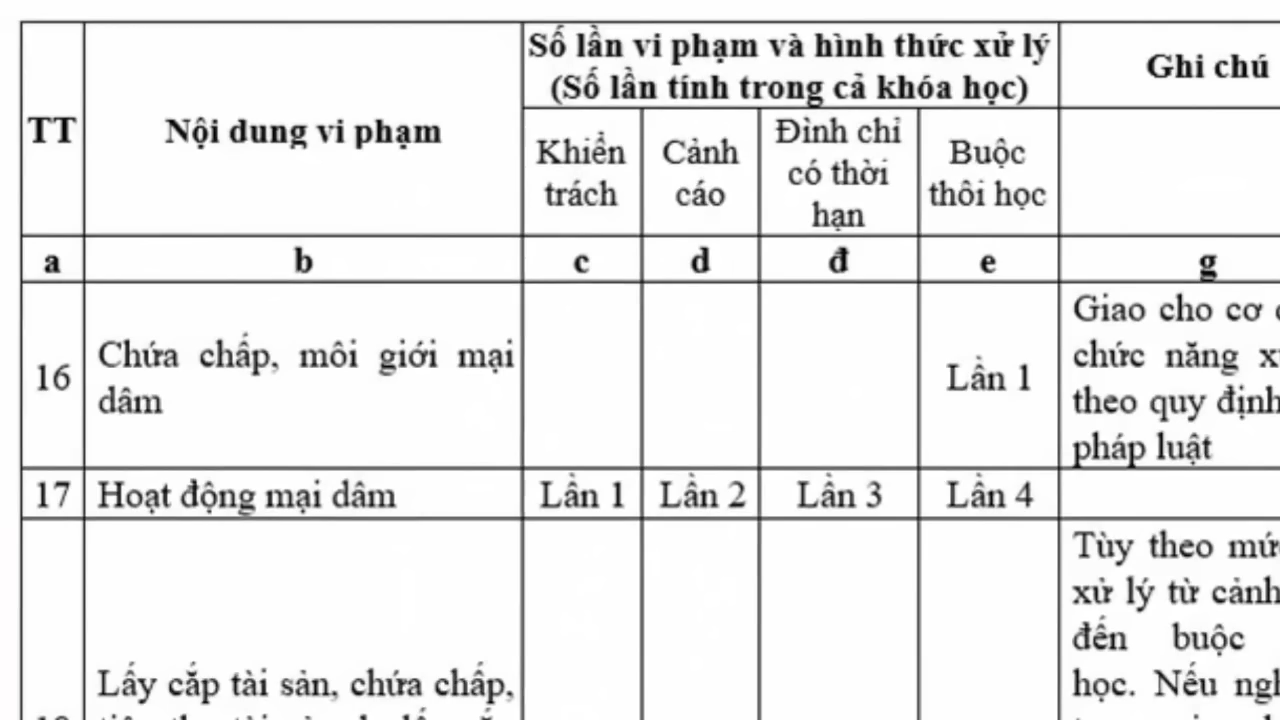 TT
Nội dung vi phạm
Số lần vi phạm và hình thức xử lý
(Số lần tính trong cả khóa học)
Ghi chú
Khiển
trách
Cảnh
cáo
Đình chỉ
có thời
hạn
Buộc
thôi học
a b c d đ e g
16
Chứa chấp, môi giới mại
dâm
Lần 1
Giao cho cơ
chức năng
theo quy định
pháp luật
17 Hoạt động mại dâm Lần 1 Lần 2 Lần 3 Lần 4
Lấy cắp tài sản, chứa chấp,
Tùy theo
xử lý từ cảnh
đến buộc
học. Nếu